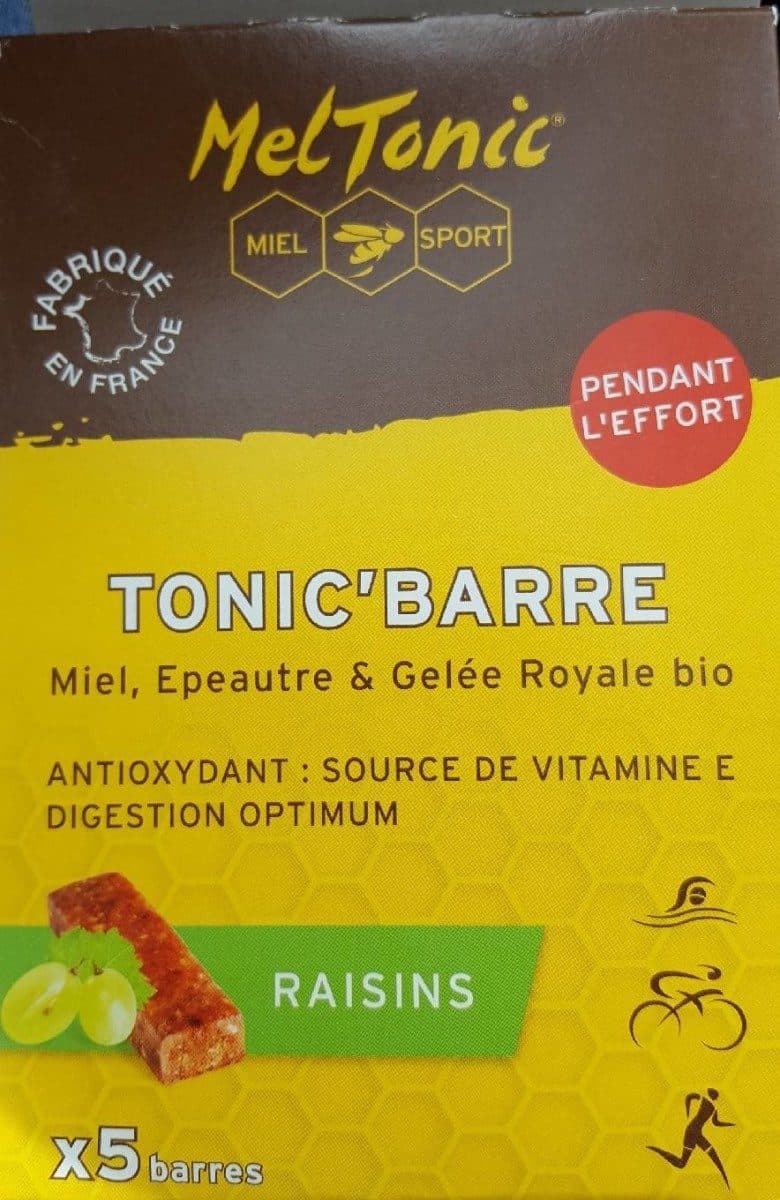 MelTonic®
MIEL SPORT
FABRIQUÉ
EN FRANCE
PENDANT
L'EFFORT
TONIC'BARRE
Miel, Epeautre & Gelée Royale bio
ANTIOXYDANT : SOURCE DE VITAMINE E
DIGESTION OPTIMUM
RAISINS
x5 barres